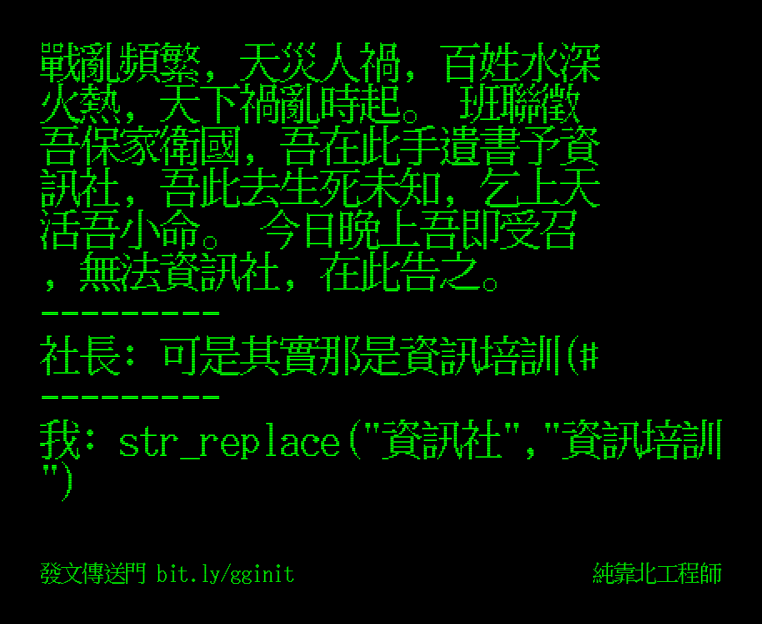 戰亂頻繁, 天災人禍, 百姓水深
火熱, 天下禍亂時起。 班聯徵
吾保家衛國, 吾在此手遺書予資
訊社, 吾此去生死未知, 乞上天
活吾小命。 今日晚上吾即受召
, 無法資訊社, 在此告之。
---------
社長: 可是其實那是資訊培訓(#
---------
我: str_replace("資訊社","資訊培訓
")
發文傳送門 bit.ly/gginit
純靠北工程師